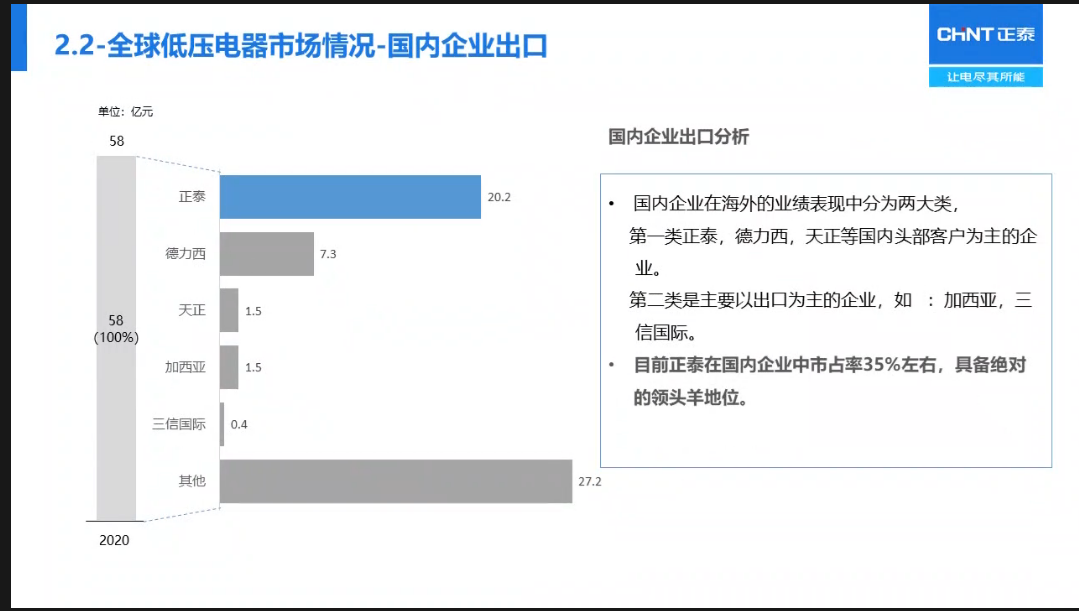 2.2-全球低压电器市场情况-国内企业出口
CHNT 正泰
让电尽其所能
单位：亿元
58
国内企业出口分析
正泰
20.2
德力西
7.3
天正
1.5
58
(100%)
加西亚
1.5
三信国际
0.4
其他
27.2
2020
• 国内企业在海外的业绩表现中分为两大类，
第一类正泰，德力西，天正等国内头部客户为主的企
业。
第二类是主要以出口为主的企业，如 ：加西亚，三
信国际。
• 目前正泰在国内企业中市占率35%左右，具备绝对
的领头羊地位。